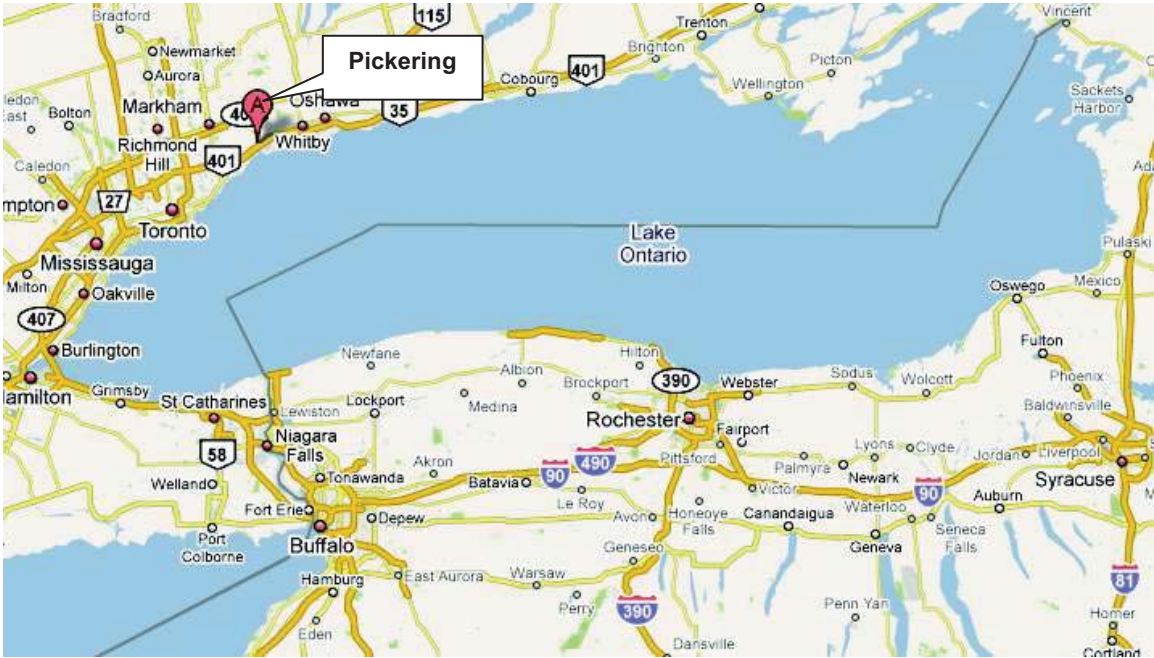 Bradford
115
Vincent
Trenton
Newmarket
Brighton
Pickering
Picton
Aurora
Cobourg
401
Wellington
Sackets
Harbor
Markham
Oshawa
35
Bolton
East
Richmond
Hill
Whitby
401
Caledon
27
Toronto
Lake
Ontario
Pulaski
Mississauga
Milton
Oakville
Oswego
Mexico
407
Burlington
Newfane
Hilton
Fulton
Albion
390
Webster
Sodus
Wolcott
Phoenix
Grimsby
St Catharines
Lewiston
Lockport
Medina
Brockport
Rochester
Baldwinsville
Niagara
Falls
Fairport
58
Pittsford
Lyons
Clyde
Jordan
Liverpool
Akron
90
490
Palmyra
Newark
Syracuse
Welland
Tonawanda
Batavia
Le Roy
Victor
90
Auburn
Fort Erie
Depew
Avon
Honeoye
Falls
Canandaigua
Waterloo
Seneca
Falls
Port
Colborne
Buffalo
Geneseo
Geneva
Hamburg
East Aurora
Warsaw
81
Perry
390
Penn Yan
Eden
Homer
Dansville
Cortland
A